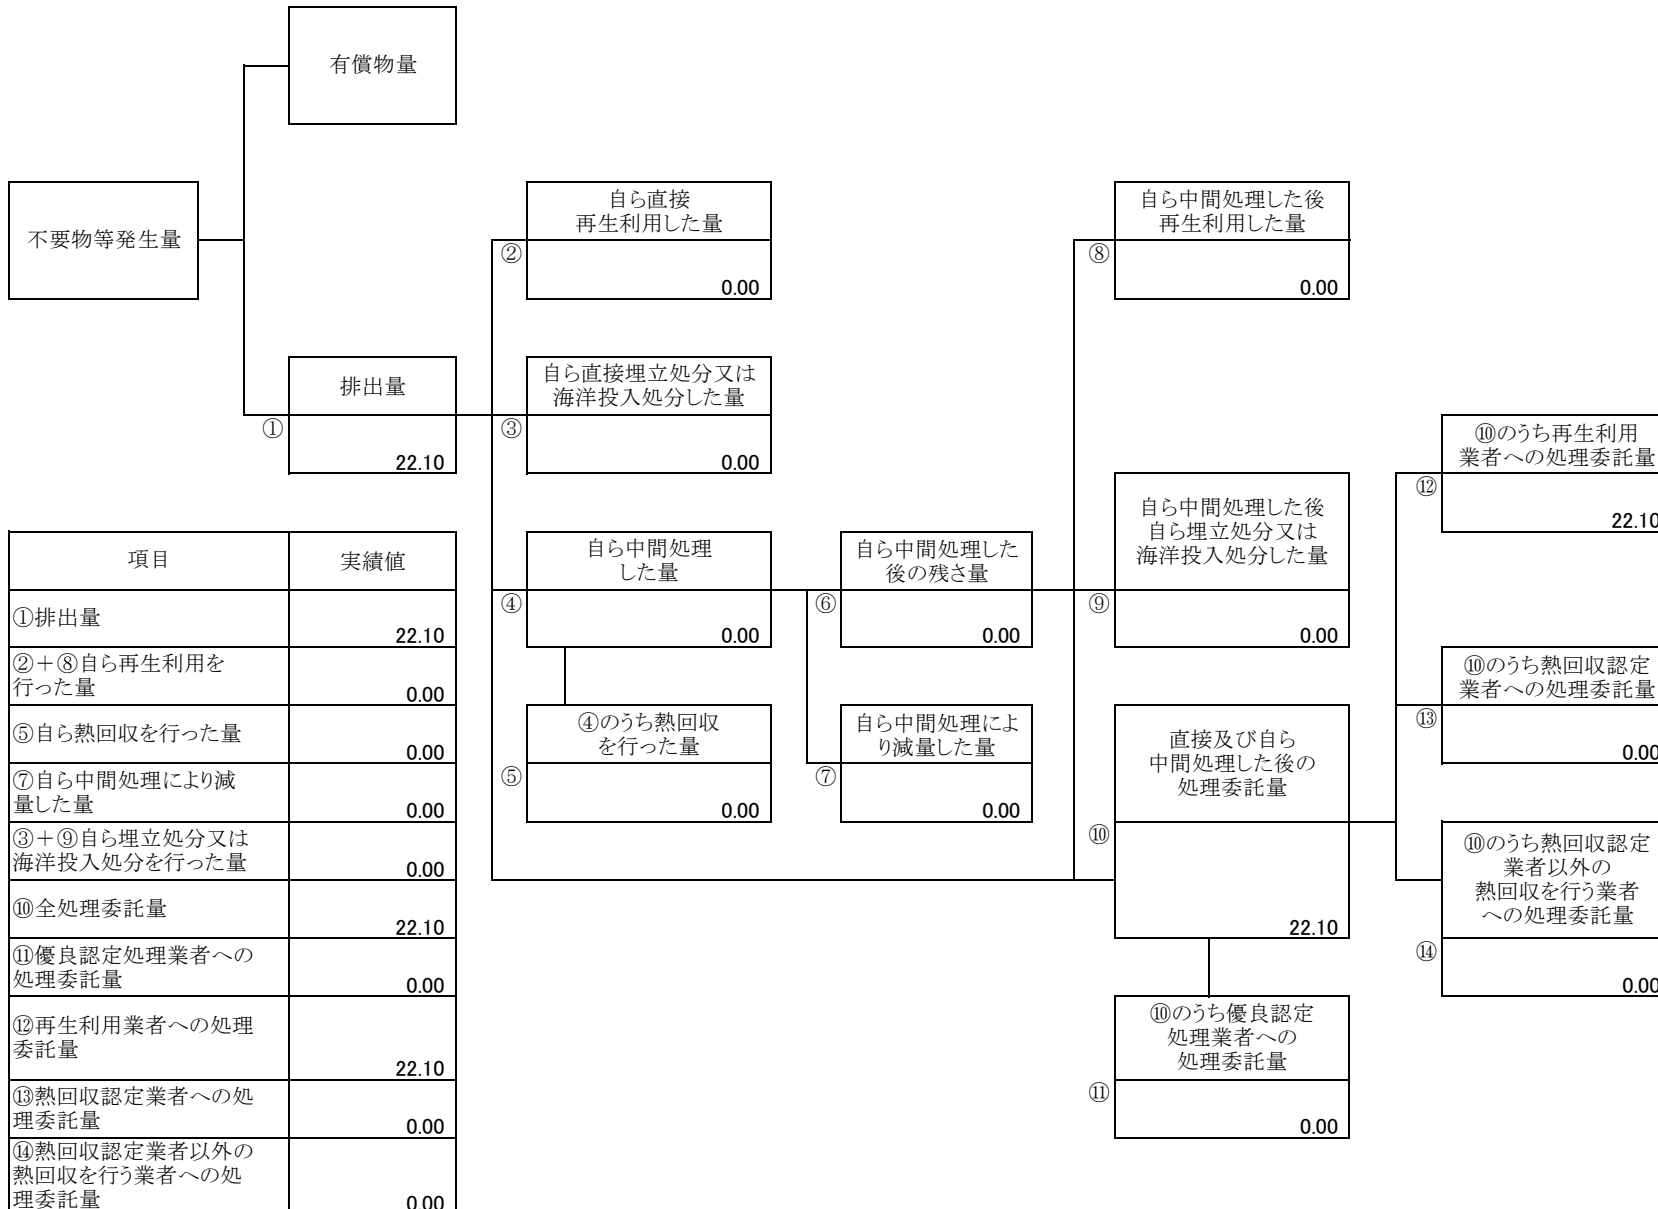 有償物量
不要物等発生量
自ら直接
再生利用した量
②
0.00
自ら中間処理した後
再生利用した量
⑧
0.00
排出量
①
22.10
自ら直接埋立処分又は
海洋投入処分した量
③
0.00
⑩のうち再生利用
業者への処理委託量
⑫
22.10
自ら中間処理
した量
④
0.00
自ら中間処理した
後の残さ量
⑥
0.00
自ら中間処理した後
自ら埋立処分又は
海洋投入処分した量
⑨
0.00
⑩のうち熱回収認定
業者への処理委託量
⑬
0.00
④のうち熱回収
を行った量
⑤
0.00
自ら中間処理によ
り減量した量
⑦
0.00
直接及び自ら
中間処理した後の
処理委託量
⑩
22.10
⑩のうち熱回収認定
業者以外の
熱回収を行う業者
への処理委託量
⑭
0.00
⑩のうち優良認定
処理業者への
処理委託量
⑪
0.00
項目 実績値
①排出量
22.10
②+⑧自ら再生利用を
行った量
0.00
⑤自ら熱回収を行った量
0.00
⑦自ら中間処理により減
量した量
0.00
③+⑨自ら埋立処分又は
海洋投入処分を行った量
0.00
⑩全処理委託量
22.10
⑪優良認定処理業者への
処理委託量
0.00
⑫再生利用業者への処理
委託量
22.10
⑬熱回収認定業者への処
理委託量
0.00
⑭熱回収認定業者以外の
熱回収を行う業者への処
理委託量
0.00